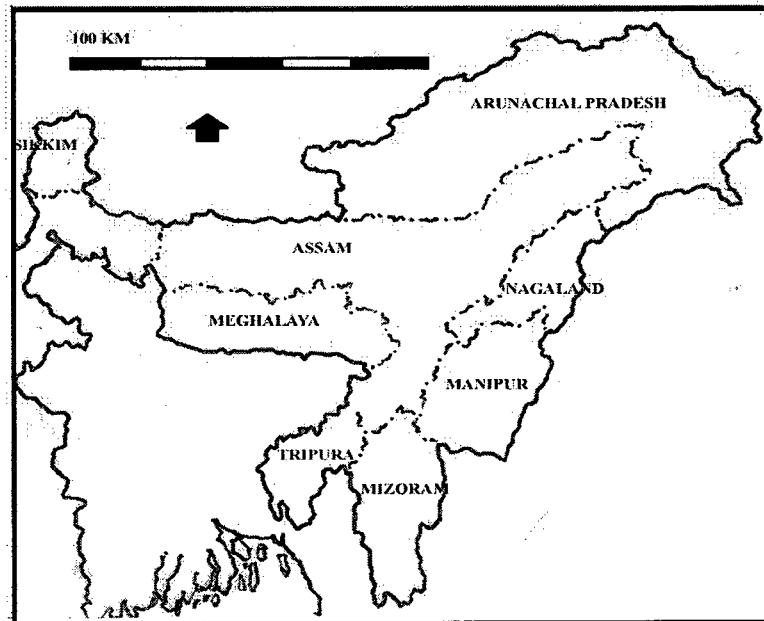 100 KM
ARUNACHAL PRADESH
SIKKIM
ASSAM
NAGALAND
MEGHALAYA
MANIPUR
TRIPURA
MIZORAM